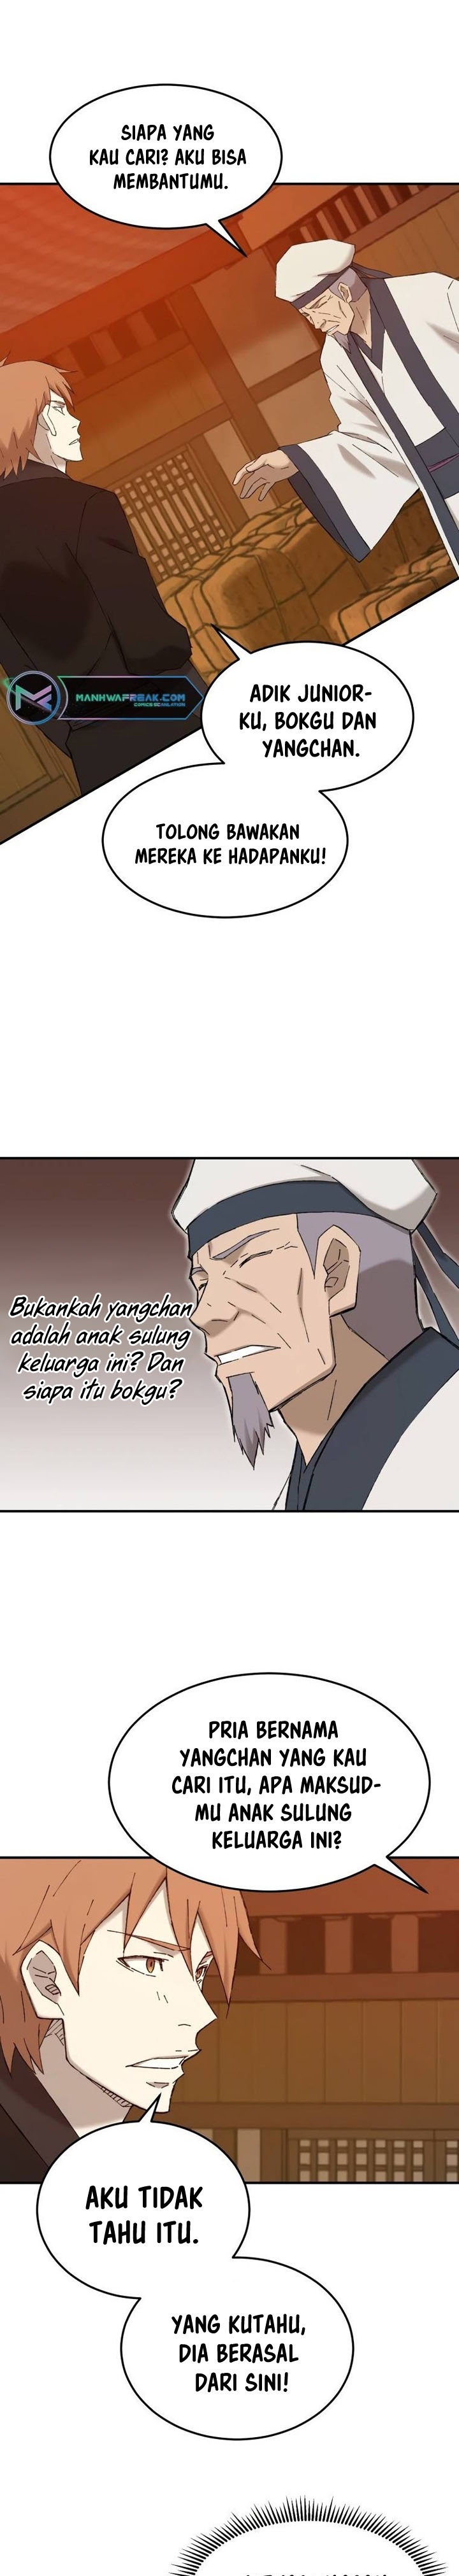 SIAPA YANG
KAU CARI? AKU BISA
MEMBANTUMU.
MANHWAFREAK.COM
COMICS SCANLATION
ADIK JUNIOR-
KU, BOKGU DAN
YANGCHAN.
TOLONG BAWAKAN
MEREKA KE HADAPANKU!
Bukankah yangchan
adalah anak sulung
keluarga ini? Dan
siapa itu bokgu?
PRIA BERNAMA
YANGCHAN YANG KAU
CARI ITU, APA MAKSUD-
MU ANAK SULUNG
KELUARGA INI?
AKU TIDAK
TAHU ITU.
YANG KUTAHU,
DIA BERASAL
DARI SINI!